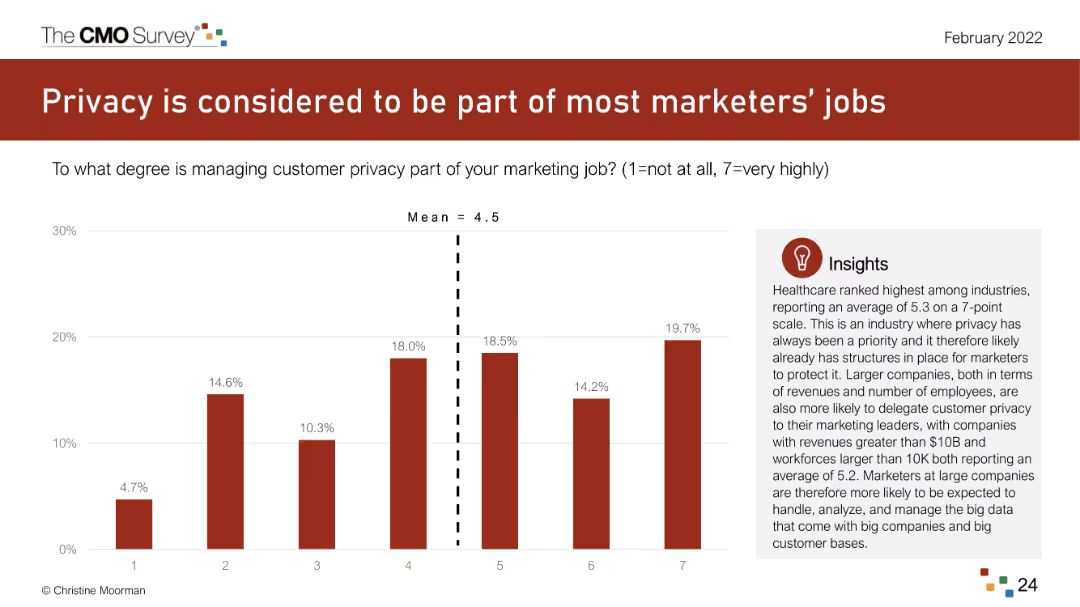 The CMO Survey®
February 2022
Privacy is considered to be part of most marketers' jobs
To what degree is managing customer privacy part of your marketing job? (1=not at all, 7=very highly)
Mean = 4.5
30%
20%
10%
0%
4.7%
14.6%
10.3%
18.0%
18.5%
14.2%
19.7%
1
2
3
4
5
6
7
Insights
Healthcare ranked highest among industries,
reporting an average of 5.3 on a 7-point
scale. This is an industry where privacy has
always been a priority and it therefore likely
already has structures in place for marketers
to protect it. Larger companies, both in terms
of revenues and number of employees, are
also more likely to delegate customer privacy
to their marketing leaders, with companies
with revenues greater than $10B and
workforces larger than 10K both reporting an
average of 5.2. Marketers at large companies
are therefore more likely to be expected to
handle, analyze, and manage the big data
that come with big companies and big
customer bases.
© Christine Moorman
24